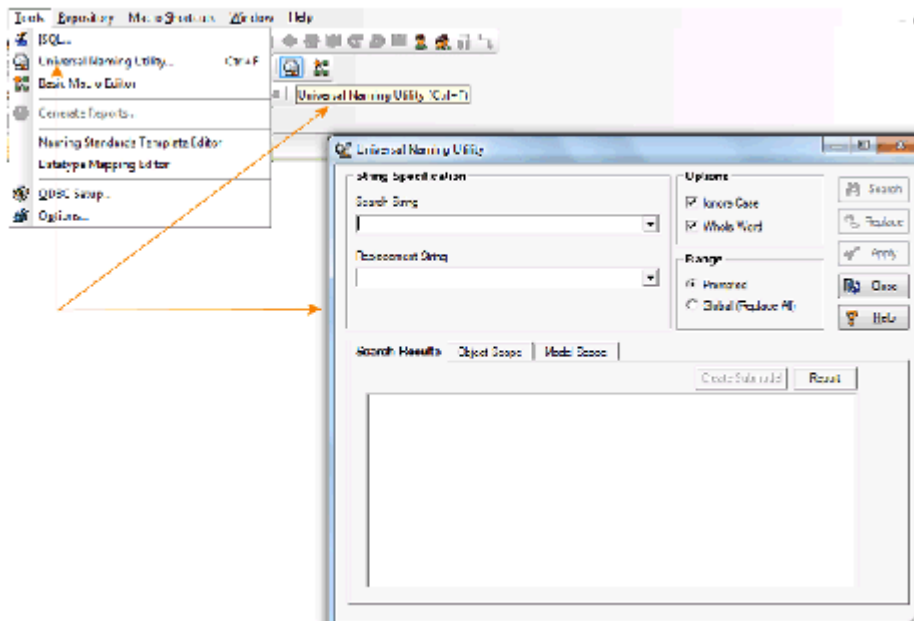 Tools Repository Macro Shortcuts Window Help
ISQL...
Universal Naming Utility... Ctrl+F
Basic Macro Editor
Generate Reports...
Naming Standards Template Editor
Datatype Mapping Editor
ODBC Setup...
Options...
Universal Naming Utility (Ctrl+F)
Universal Naming Utility
String Specification
Search String
Replacement String
Options
Ignore Case
Whole Word
Range
Prompted
Global (Replace All)
Search
Replace
Apply
Close
Help
Search Results Object Scope Model Scope
Create Submodel